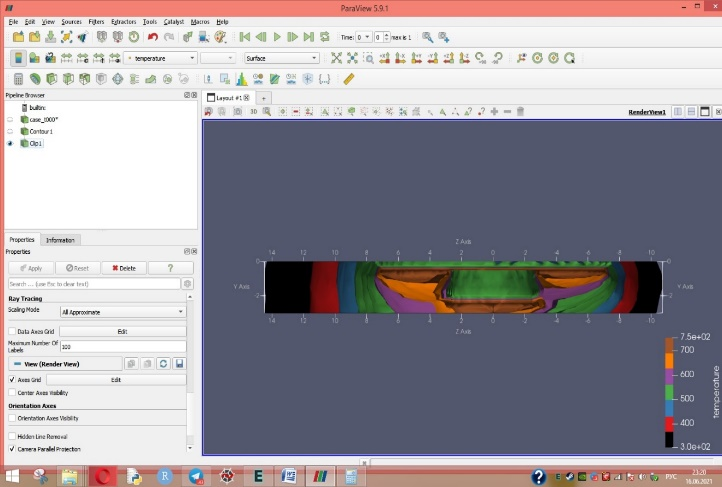 ParaView 5.9.1
File Edit View Sources Filters Extractors Tools Catalyst Macros Help
Time: 0 0 max is 1
temperature Surface
Pipeline Browser
builtin:
case_t000*
Contour1
Clip1
Layout #1
+
3D
RenderView1
Properties Information
Properties
Apply Reset Delete ?
Search ... (use Esc to clear text)
Ray Tracing
Scaling Mode All Approximate
Data Axes Grid Edit
Maximum Number Of Labels 100
View (Render View)
Axes Grid Edit
Center Axes Visibility
Orientation Axes
Orientation Axes Visibility
Hidden Line Removal
Camera Parallel Projection
Z Axis
14 12 10 8 6 4 2 0 2 4 6 8 10
Y Axis 0 -2
Y Axis
14 12 10 8 6 4 2 0 2 4 6 8 10
Z Axis
7.5e+02
700
600
500
400
3.0e+02
temperature
РУС
23:20
16.06.2021